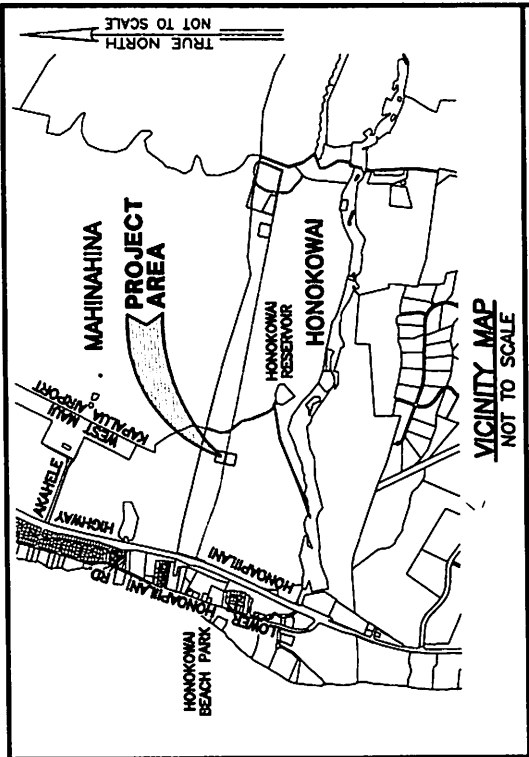 TRUE NORTH
NOT TO SCALE
MAHINAHINA
PROJECT
AREA
WEST MAUI
KAPALUA AIRPORT
AKAHELE
HIGHWAY
HONOAPIILANI
LOWER HONOAPIILANI RD
HONOKOWAI
BEACH PARK
HONOKOWAI
RESERVOIR
HONOKOWAI
VICINITY MAP
NOT TO SCALE